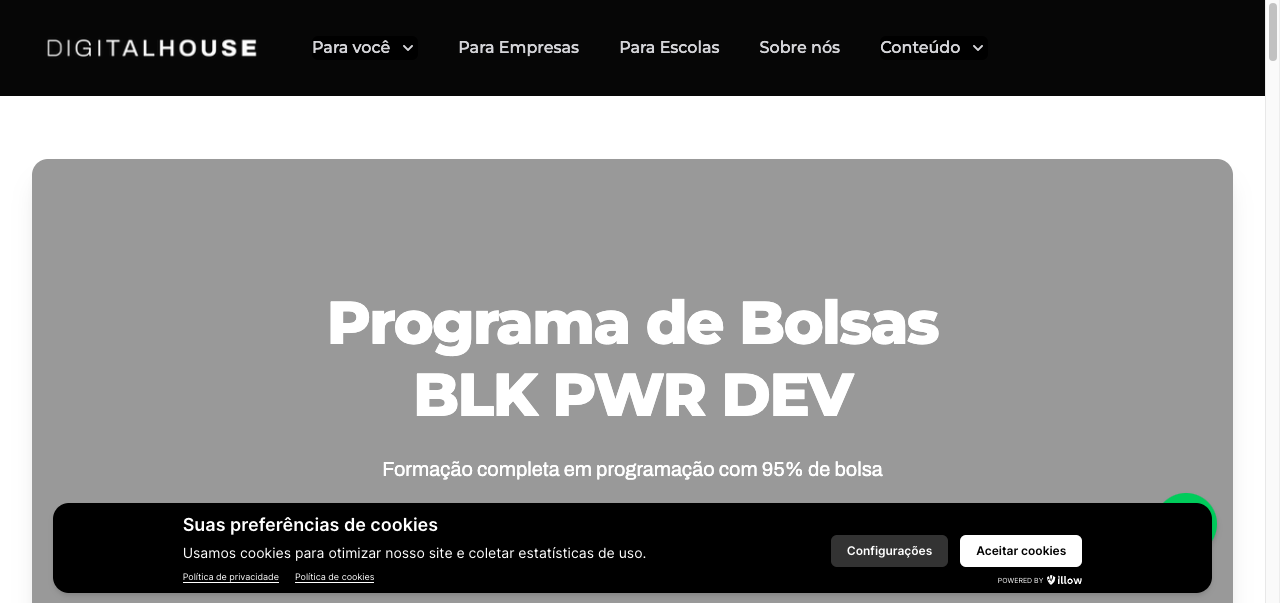 DIGITALHOUSE
Para você
Para Empresas
Para Escolas
Sobre nós
Conteúdo
Programa de Bolsas
BLK PWR DEV
Formação completa em programação com 95% de bolsa
Suas preferências de cookies
Usamos cookies para otimizar nosso site e coletar estatísticas de uso.
Política de privacidade
Política de cookies
Configurações
Aceitar cookies
POWERED BY illow